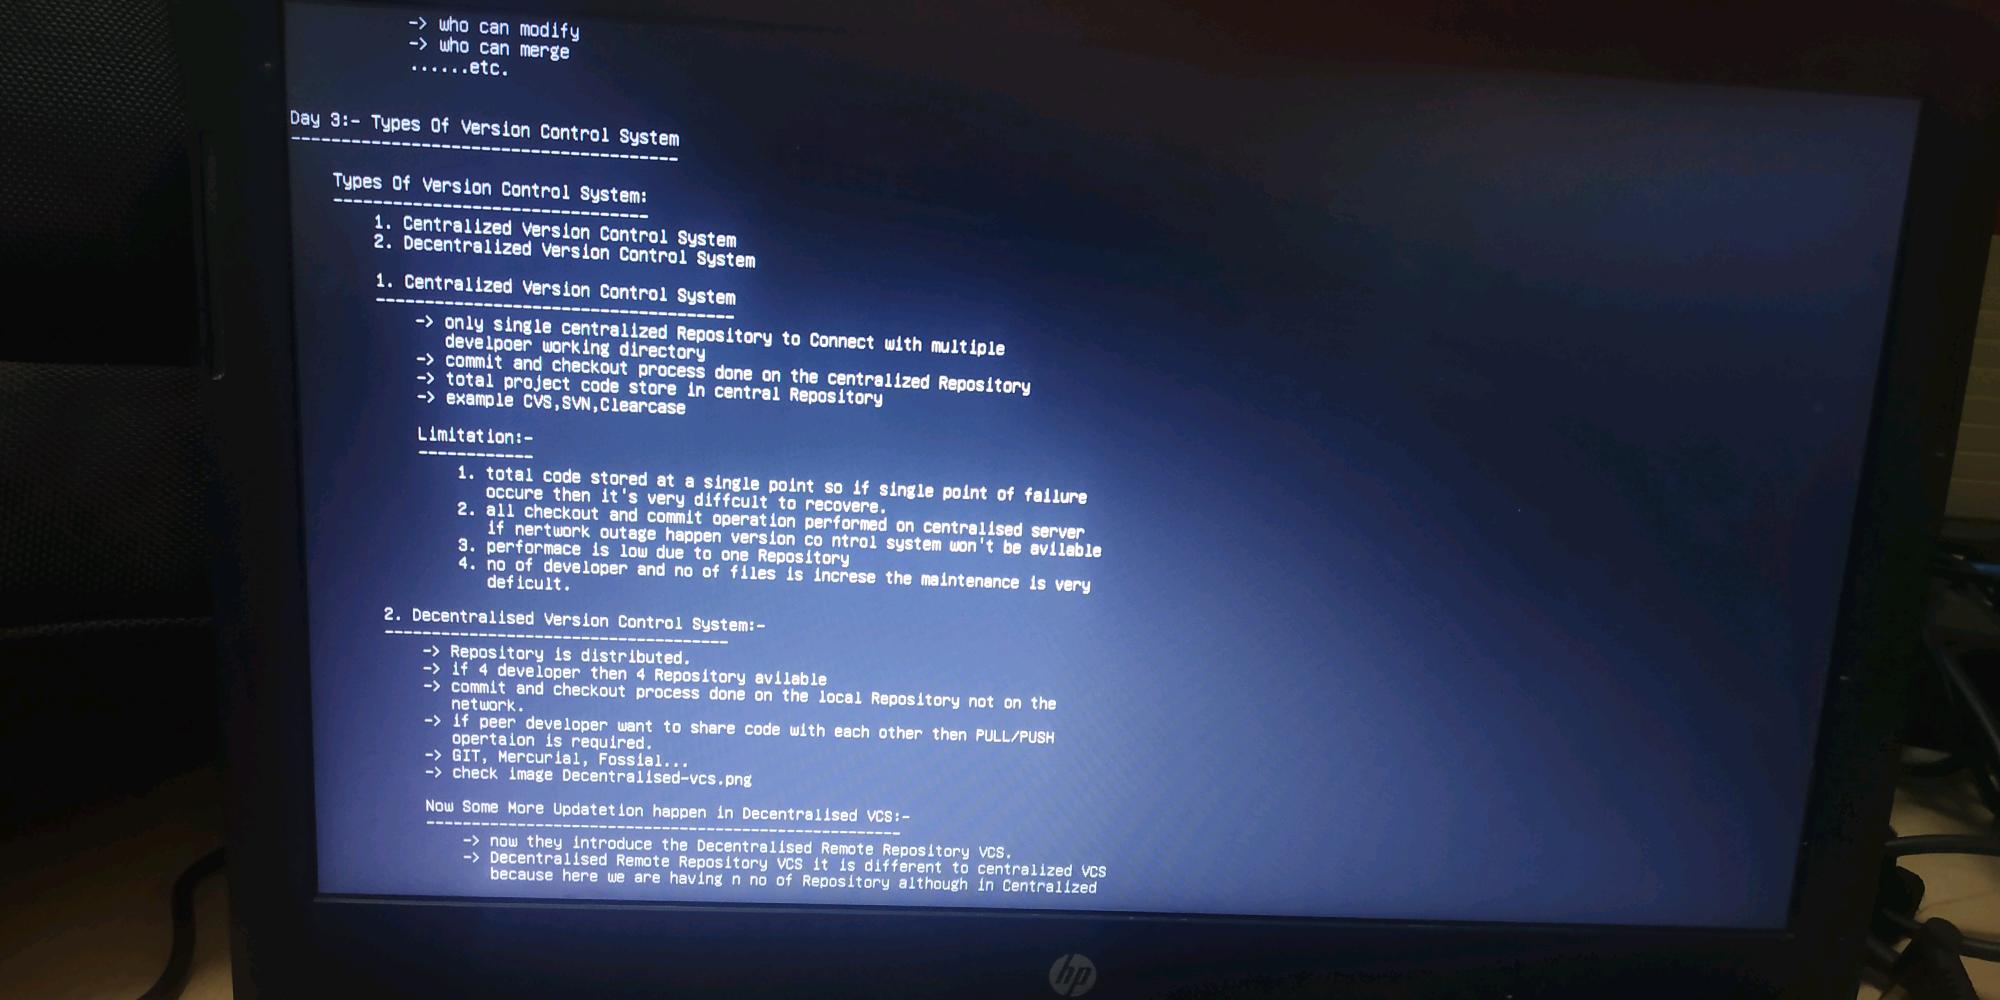 -> who can modify
-> who can merge
......etc.
Day 3:- Types Of Version Control System
---------------------------------------
Types Of Version Control System:
--------------------------------
1. Centralized Version Control System
2. Decentralized Version Control System
1. Centralized Version Control System
-------------------------------------
-> only single centralized Repository to Connect with multiple
develpoer working directory
-> commit and checkout process done on the centralized Repository
-> total project code store in central Repository
-> example CVS,SVN,Clearcase
Limitation:-
------------
1. total code stored at a single point so if single point of failure
occure then it's very diffcult to recovere.
2. all checkout and commit operation performed on centralised server
if nertwork outage happen version co ntrol system won't be avilable
3. performace is low due to one Repository
4. no of developer and no of files is increse the maintenance is very
deficult.
2. Decentralised Version Control System:-
-------------------------------------
-> Repository is distributed.
-> if 4 developer then 4 Repository avilable
-> commit and checkout process done on the local Repository not on the
network.
-> if peer developer want to share code with each other then PULL/PUSH
opertaion is required.
-> GIT, Mercurial, Fossial...
-> check image Decentralised-vcs.png
Now Some More Updatetion happen in Decentralised VCS:-
----------------------------------------------------
-> now they introduce the Decentralised Remote Repository VCS.
-> Decentralised Remote Repository VCS it is different to centralized VCS
because here we are having n no of Repository although in Centralized
hp